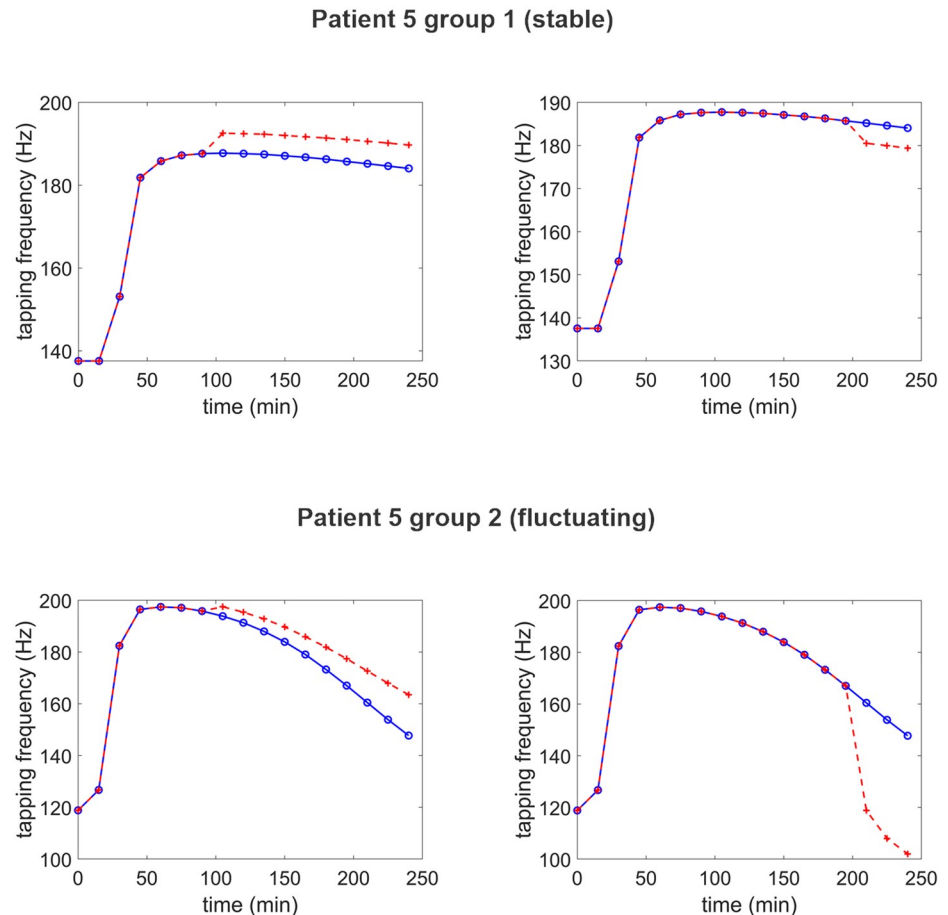 Patient 5 group 1 (stable)
tapping frequency (Hz)
200
180
160
140
0 50 100 150 200 250
time (min)
tapping frequency (Hz)
190
180
170
160
150
140
130
0 50 100 150 200 250
time (min)
Patient 5 group 2 (fluctuating)
tapping frequency (Hz)
200
180
160
140
120
100
0 50 100 150 200 250
time (min)
tapping frequency (Hz)
200
180
160
140
120
100
0 50 100 150 200 250
time (min)